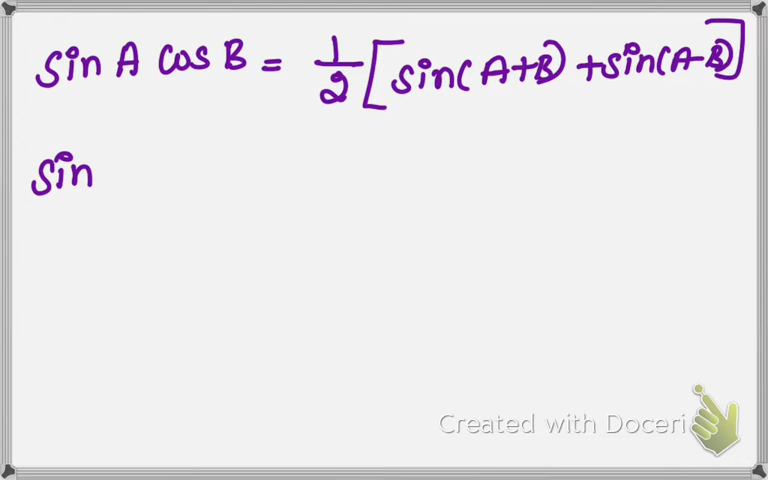 sin A cos B = 1/2 [sin(A+B) + sin(A-B)]
sin
Created with Doceri